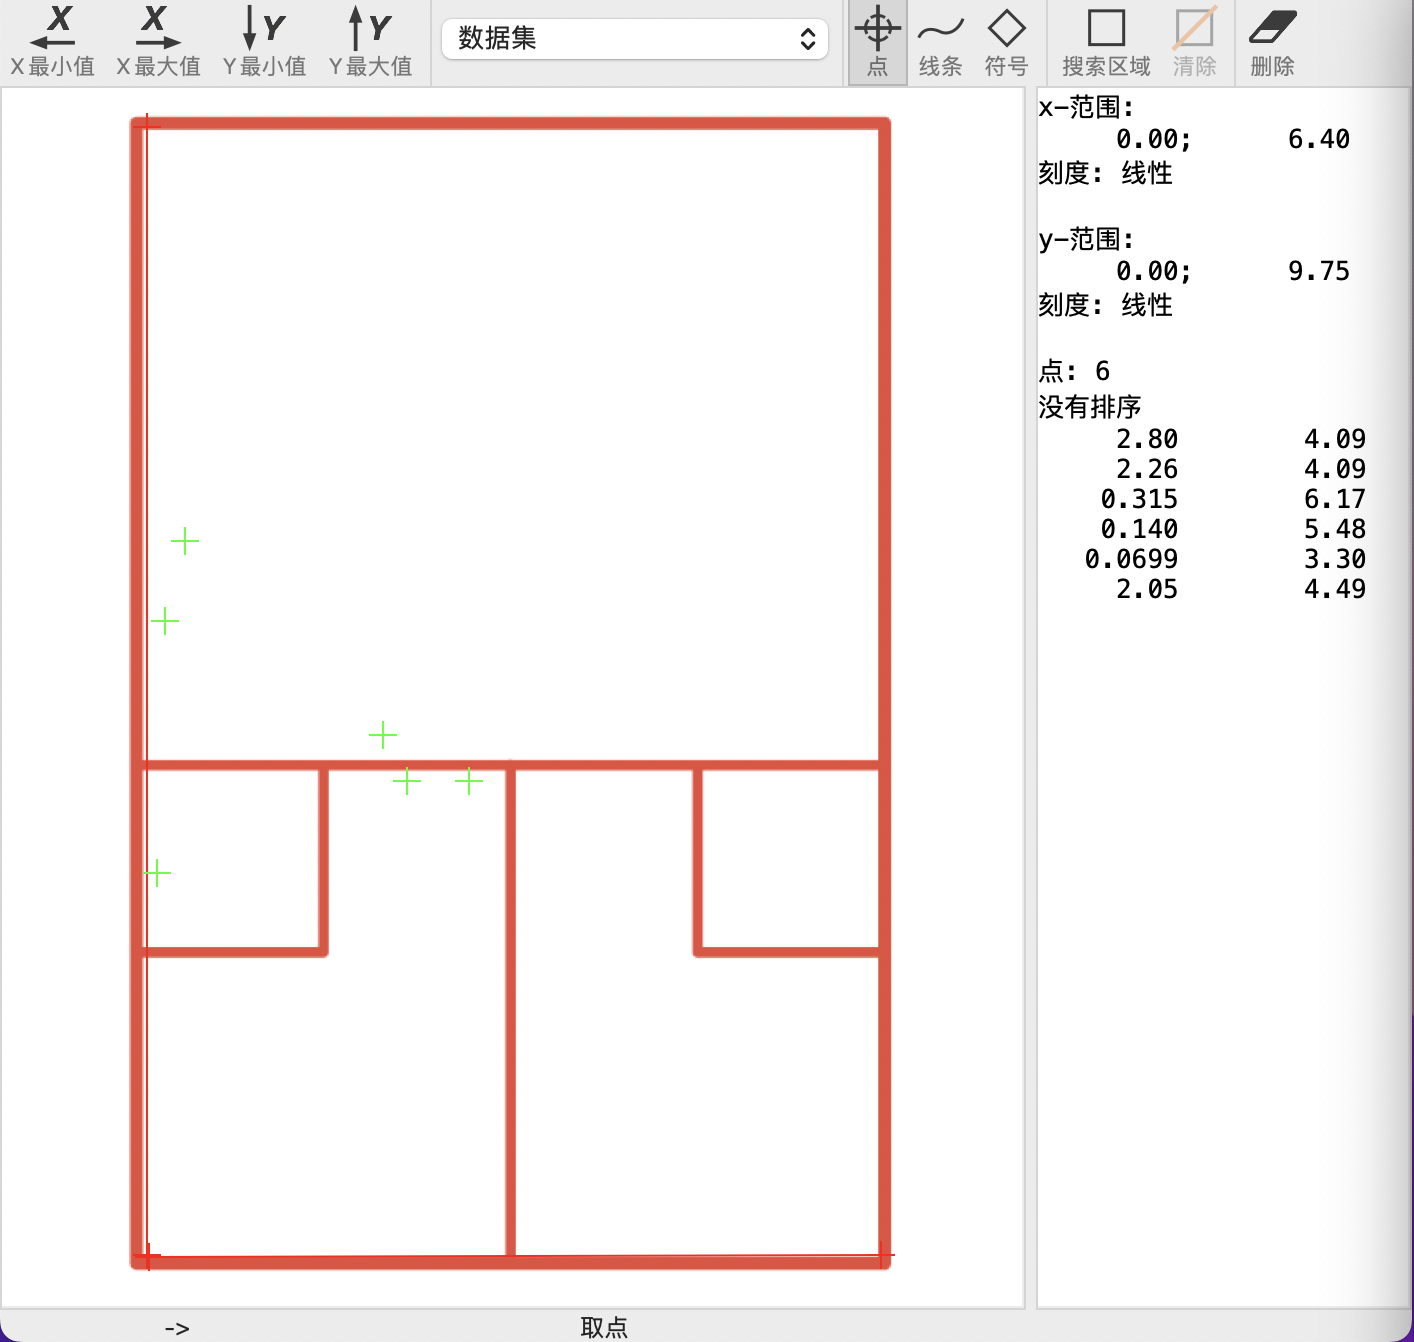 X Y Y
X最小值 X最大值 Y最小值 Y最大值 数据集 点 线条 符号 搜索区域 清除 删除
x-范围:
0.00; 6.40
刻度: 线性
y-范围:
0.00; 9.75
刻度: 线性
点: 6
没有排序
2.80 4.09
2.26 4.09
0.315 6.17
0.140 5.48
0.0699 3.30
2.05 4.49
-> 取点